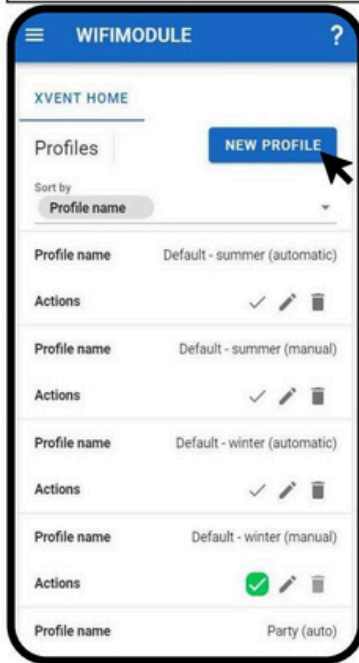 WIFIMODULE ?
XVENT HOME
Profiles NEW PROFILE
Sort by
Profile name
Profile name Default - summer (automatic)
Actions
Profile name Default - summer (manual)
Actions
Profile name Default - winter (automatic)
Actions
Profile name Default - winter (manual)
Actions
Profile name Party (auto)